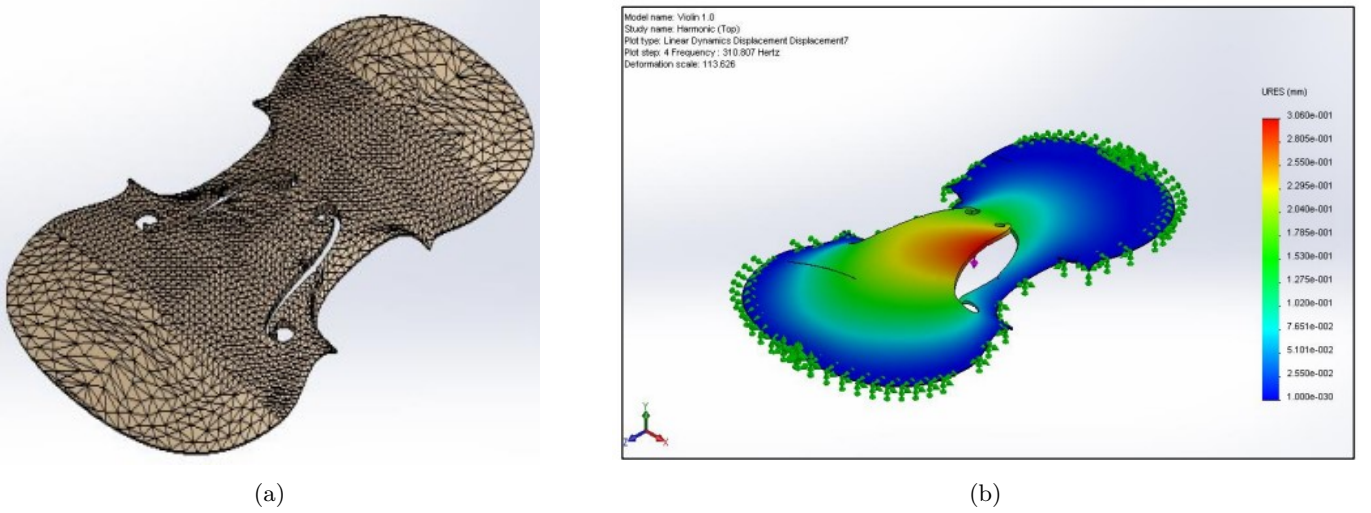 Model name: Violin 1.0
Study name: Harmonic (Top)
Plot type: Linear Dynamics Displacement Displacement7
Plot step: 4 Frequency : 310.807 Hertz
Deformation scale: 113.626
URES (mm)
3.060e-001
2.805e-001
2.550e-001
2.295e-001
2.040e-001
1.785e-001
1.530e-001
1.275e-001
1.020e-001
7.651e-002
5.101e-002
2.550e-002
1.000e-030
Y
Z
X
(a)
(b)